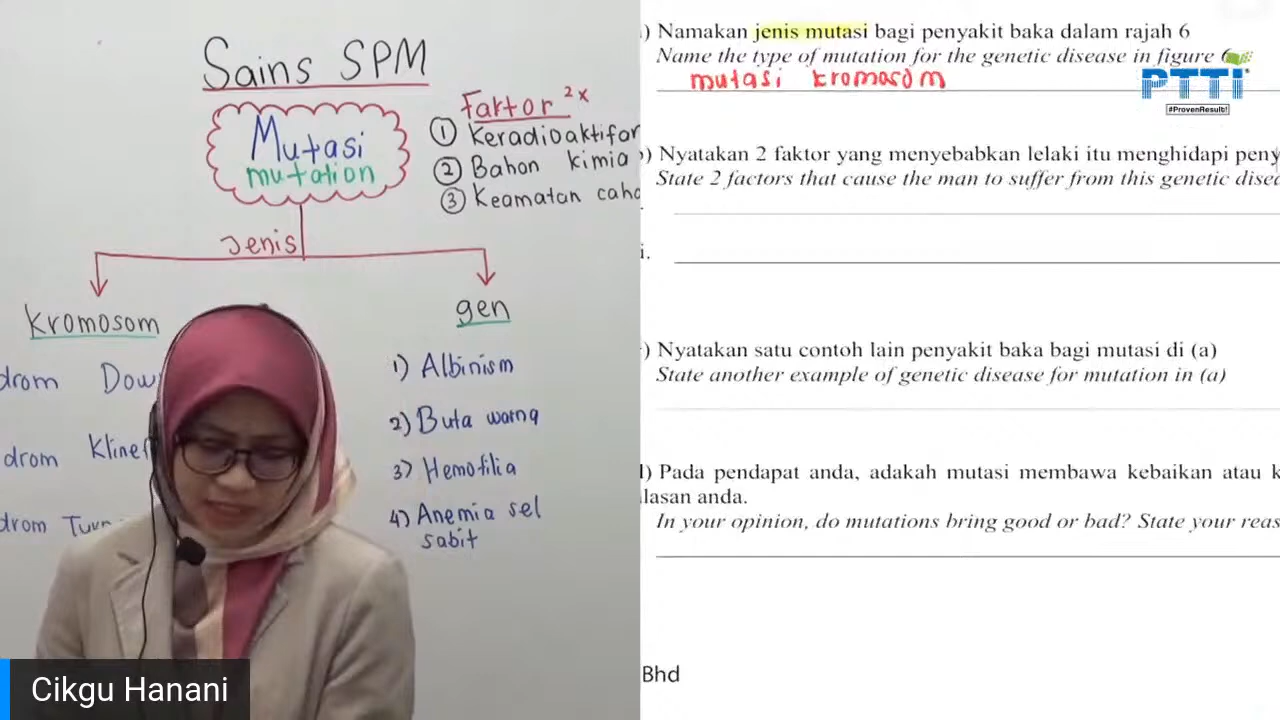 Sains SPM
Mutasi
mutation
Faktor 2x
① Keradioaktifan
② Bahan kimia
③ Keamatan caha
Jenis
kromosom
gen
drom Down
drom Klinef
drom Turn
1) Albinism
2) Buta warna
3) Hemofilia
4) Anemia sel
sabit
Cikgu Hanani
) Namakan jenis mutasi bagi penyakit baka dalam rajah 6
Name the type of mutation for the genetic disease in figure 6
mutasi kromosom
PTTI
#ProvenResult!
) Nyatakan 2 faktor yang menyebabkan lelaki itu menghidapi peny
State 2 factors that cause the man to suffer from this genetic disea
i.
) Nyatakan satu contoh lain penyakit baka bagi mutasi di (a)
State another example of genetic disease for mutation in (a)
l) Pada pendapat anda, adakah mutasi membawa kebaikan atau k
lasan anda.
In your opinion, do mutations bring good or bad? State your reas
Bhd